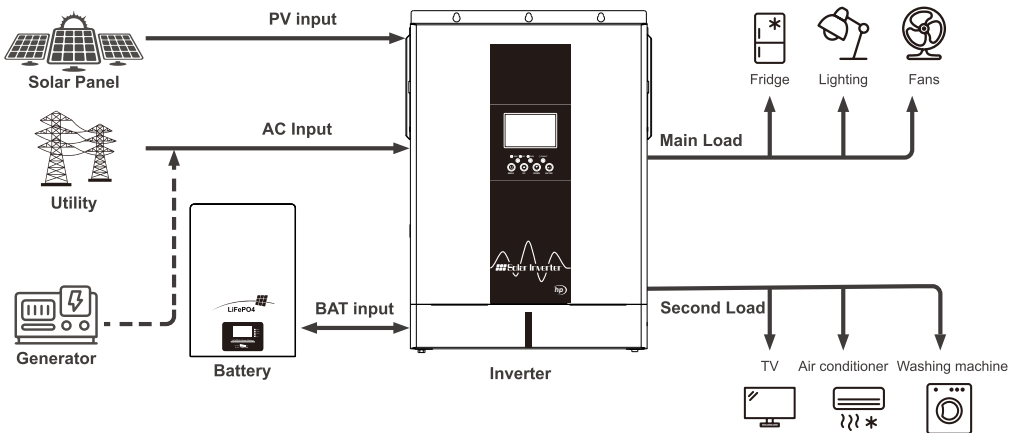 PV input
Solar Panel
AC Input
Utility
Generator
LiFePO4
BAT input
Battery
Solar Inverter
hp
Inverter
Fridge
Lighting
Fans
Main Load
Second Load
TV
Air conditioner
Washing machine